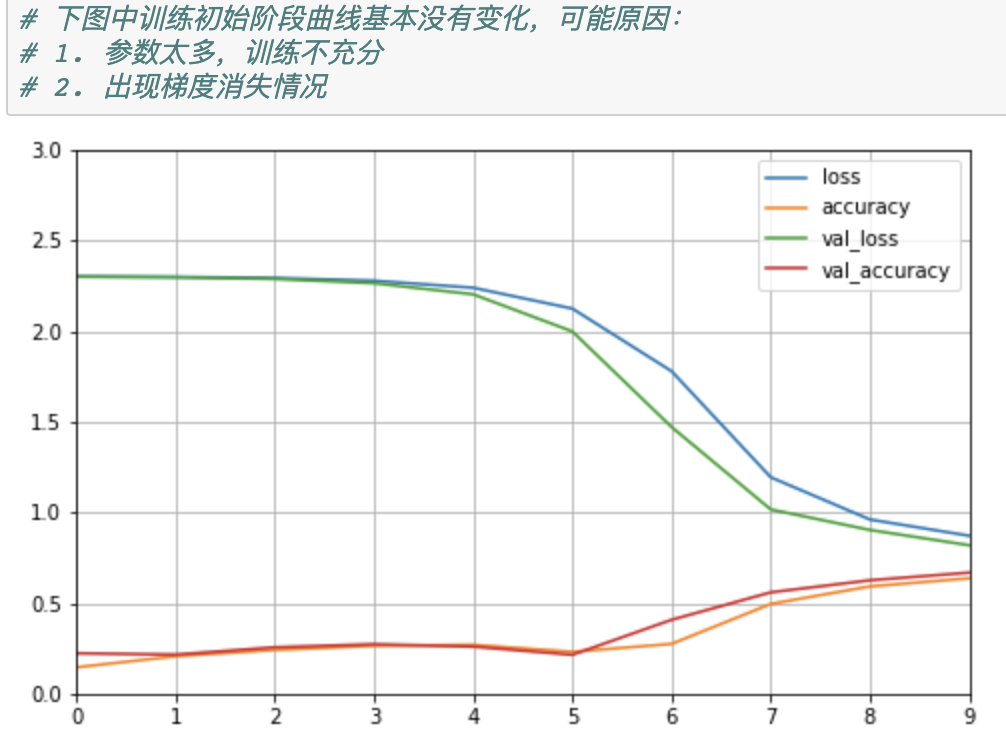 # 下图中训练初始阶段曲线基本没有变化，可能原因：
# 1. 参数太多，训练不充分
# 2. 出现梯度消失情况
3.0
2.5
2.0
1.5
1.0
0.5
0.0
loss
accuracy
val_loss
val_accuracy
0 1 2 3 4 5 6 7 8 9